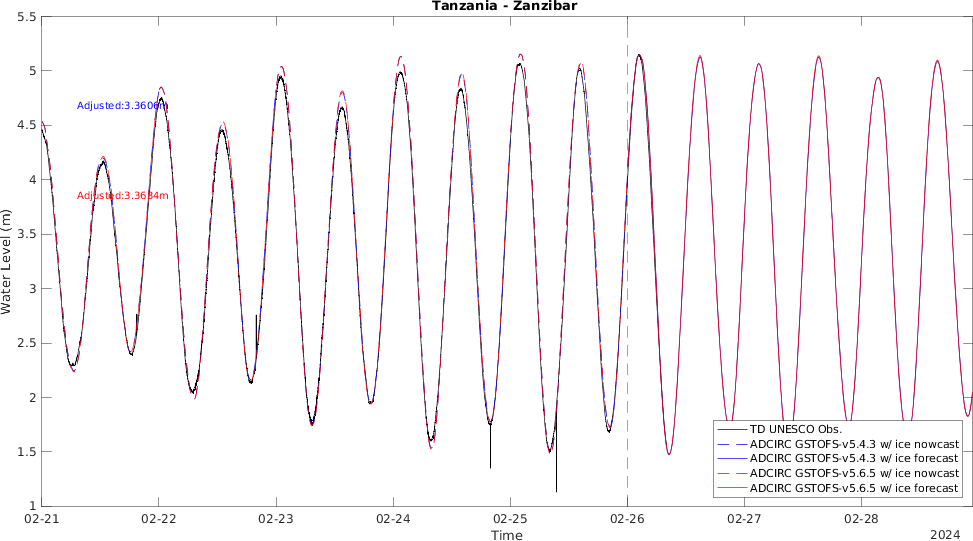 Tanzania - Zanzibar
5.5
5
4.5
4
3.5
3
2.5
2
1.5
1
Water Level (m)
Adjusted:3.3606m
Adjusted:3.3634m
TD UNESCO Obs.
ADCIRC GSTOFS-v5.4.3 w/ ice nowcast
ADCIRC GSTOFS-v5.4.3 w/ ice forecast
ADCIRC GSTOFS-v5.6.5 w/ ice nowcast
ADCIRC GSTOFS-v5.6.5 w/ ice forecast
02-21 02-22 02-23 02-24 02-25 02-26 02-27 02-28
Time
2024